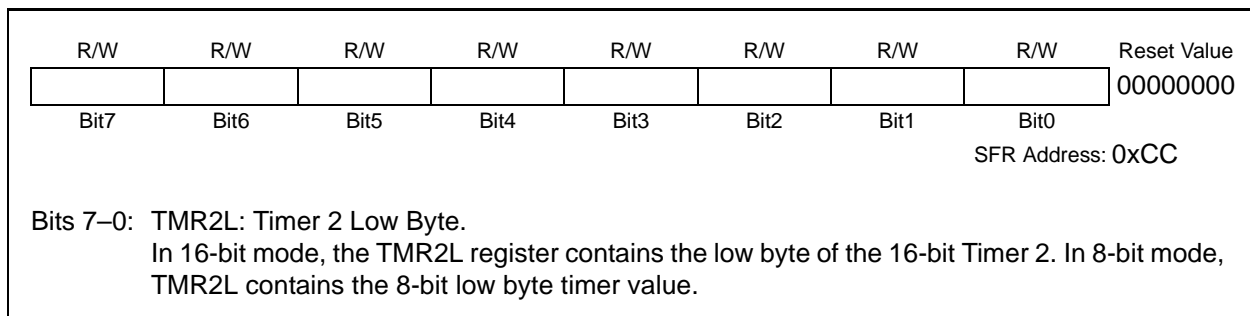 R/W R/W R/W R/W R/W R/W R/W R/W Reset Value
00000000
Bit7 Bit6 Bit5 Bit4 Bit3 Bit2 Bit1 Bit0
SFR Address: 0xCC
Bits 7–0: TMR2L: Timer 2 Low Byte.
In 16-bit mode, the TMR2L register contains the low byte of the 16-bit Timer 2. In 8-bit mode,
TMR2L contains the 8-bit low byte timer value.